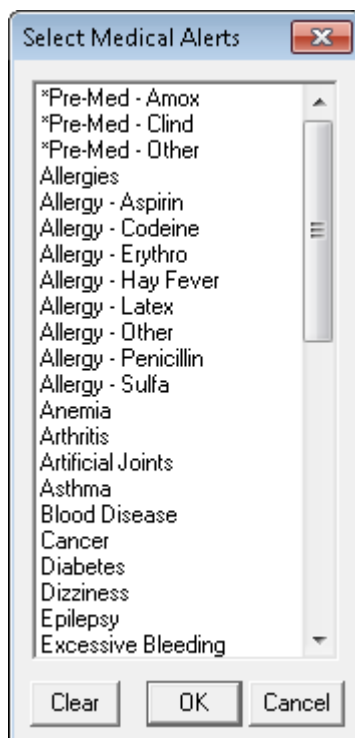 Select Medical Alerts
*Pre-Med - Amox
*Pre-Med - Clind
*Pre-Med - Other
Allergies
Allergy - Aspirin
Allergy - Codeine
Allergy - Erythro
Allergy - Hay Fever
Allergy - Latex
Allergy - Other
Allergy - Penicillin
Allergy - Sulfa
Anemia
Arthritis
Artificial Joints
Asthma
Blood Disease
Cancer
Diabetes
Dizziness
Epilepsy
Excessive Bleeding
Clear OK Cancel